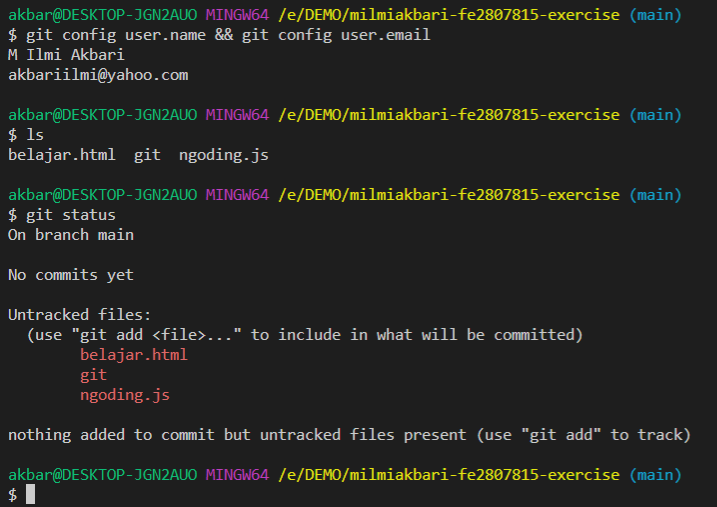 akbar@DESKTOP-JGN2AUO MINGW64 /e/DEMO/milmiakbari-fe2807815-exercise (main)
$ git config user.name && git config user.email
M Ilmi Akbari
akbariilmi@yahoo.com
akbar@DESKTOP-JGN2AUO MINGW64 /e/DEMO/milmiakbari-fe2807815-exercise (main)
$ ls
belajar.html  git  ngoding.js
akbar@DESKTOP-JGN2AUO MINGW64 /e/DEMO/milmiakbari-fe2807815-exercise (main)
$ git status
On branch main
No commits yet
Untracked files:
  (use "git add <file>..." to include in what will be committed)
        belajar.html
        git
        ngoding.js
nothing added to commit but untracked files present (use "git add" to track)
akbar@DESKTOP-JGN2AUO MINGW64 /e/DEMO/milmiakbari-fe2807815-exercise (main)
$